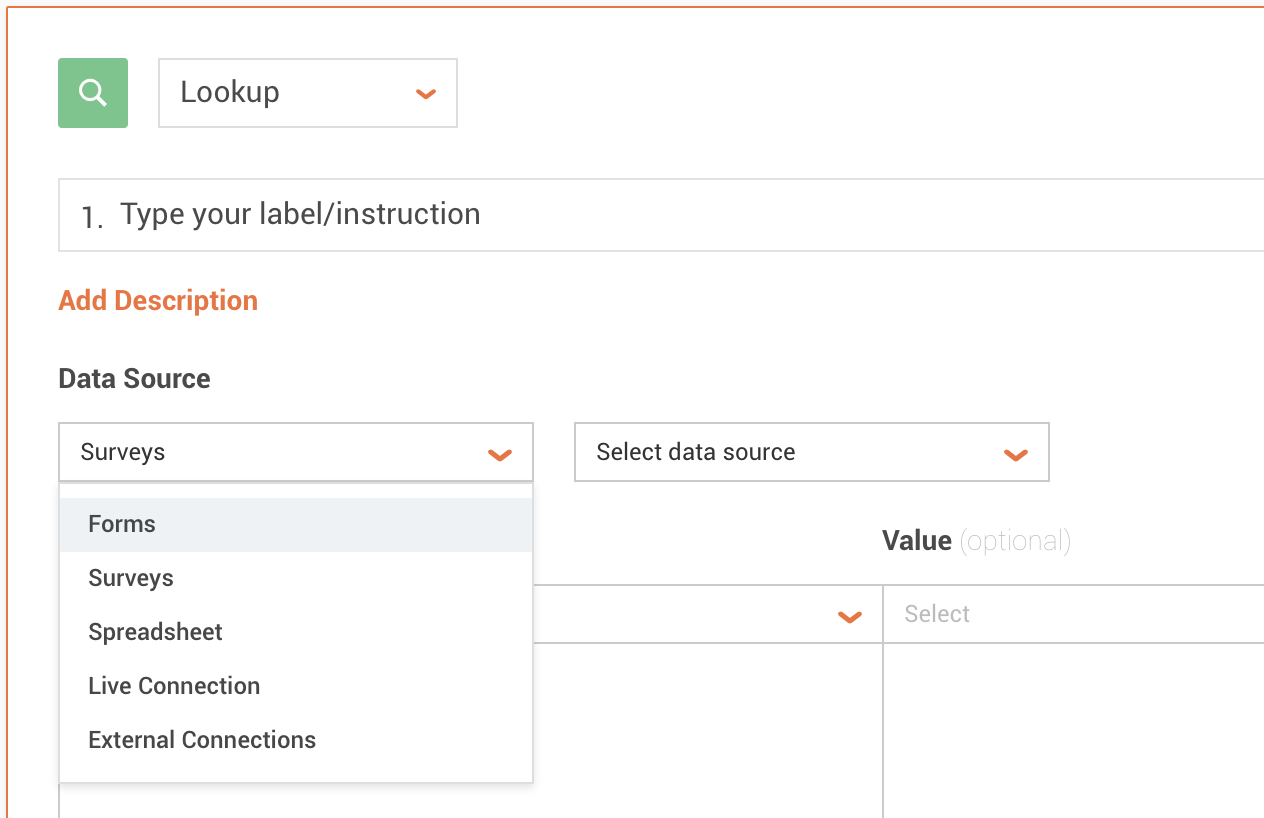 Lookup
1. Type your label/instruction
Add Description
Data Source
Surveys
Select data source
Forms
Surveys
Spreadsheet
Live Connection
External Connections
Value (optional)
Select